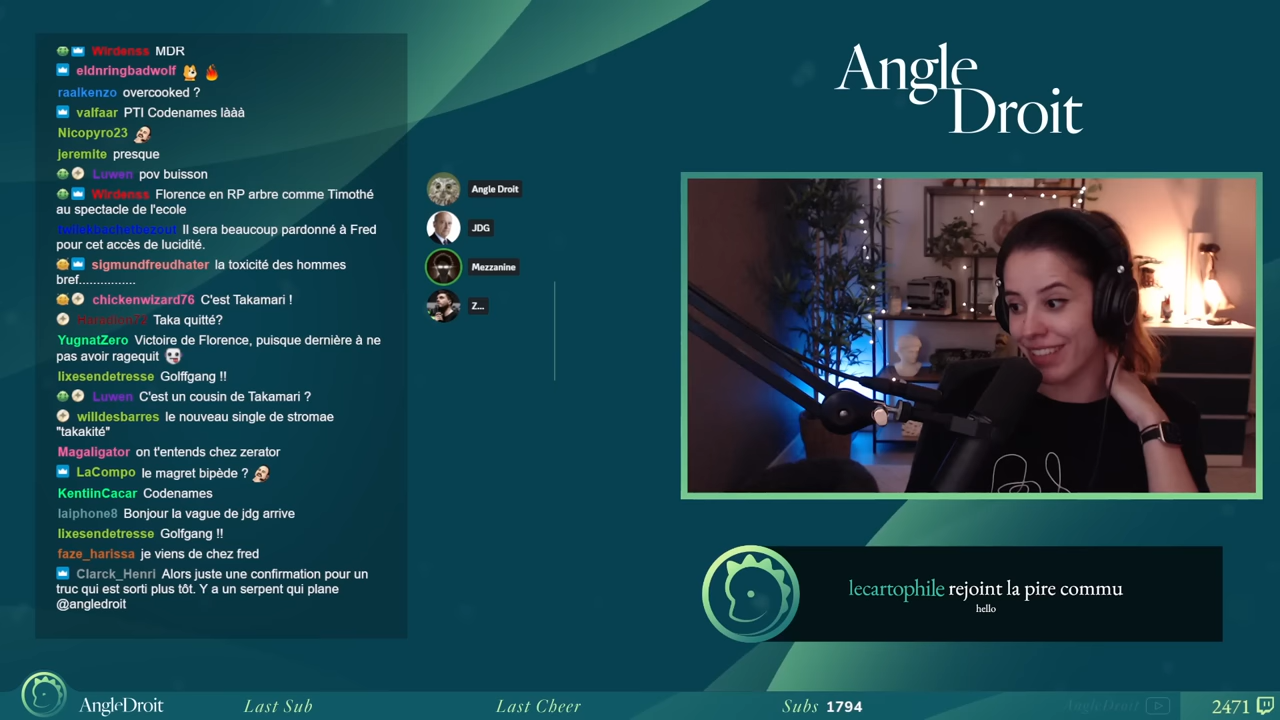 Wirdenss MDR
eldnringbadwolf
raalkenzo overcooked ?
valfaar PTI Codenames lààà
Nicopyro23
jeremite presque
Luwen pov buisson
Wirdenss Florence en RP arbre comme Timothé
au spectacle de l'ecole
twilekbachetbezout Il sera beaucoup pardonné à Fred
pour cet accès de lucidité.
sigmundfreudhater la toxicité des hommes
bref................
chickenwizard76 C'est Takamari !
Taka quitté?
YugnatZero Victoire de Florence, puisque dernière à ne
pas avoir ragequit
lixesendetresse Golffgang !!
Luwen C'est un cousin de Takamari ?
willdesbarres le nouveau single de stromae
"takakité"
Magaligator on t'entends chez zerator
LaCompo le magret bipède ?
KentlinCacar Codenames
lalphone8 Bonjour la vague de jdg arrive
lixesendetresse Golfgang !!
faze_harissa je viens de chez fred
Clarck_Henri Alors juste une confirmation pour un
truc qui est sorti plus tôt. Y a un serpent qui plane
@angledroit
Angle Droit
JDG
Mezzanine
Z...
Angle
Droit
lecartophile rejoint la pire commu
hello
AngleDroit
Last Sub
Last Cheer
Subs 1794
Angle Droit
2471